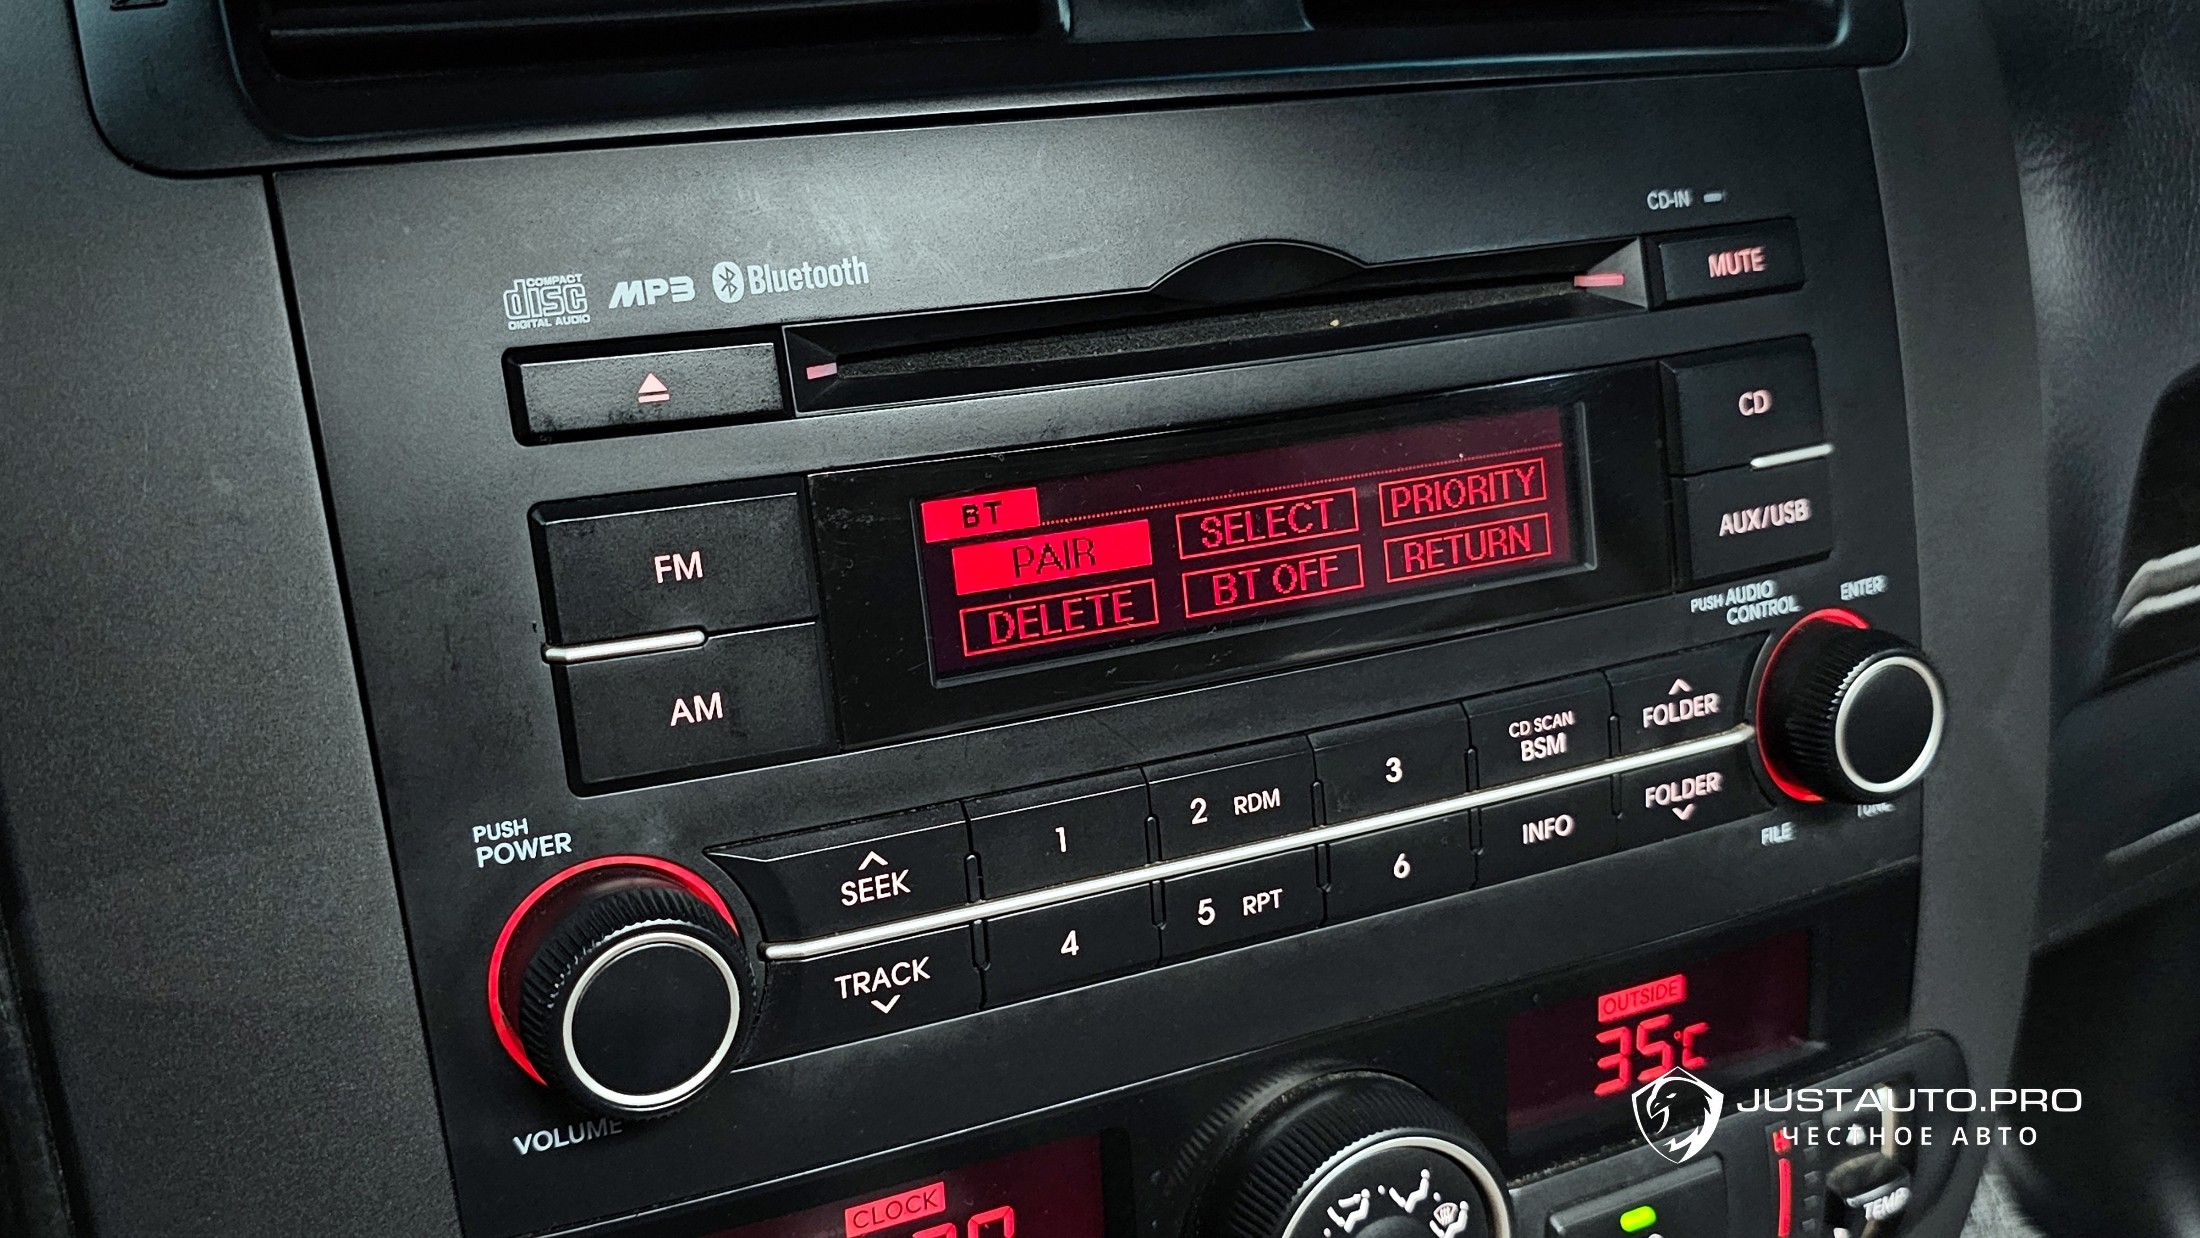 CD-IN
COMPACT
disc
DIGITAL AUDIO
MP3
Bluetooth
MUTE
CD
BT
PAIR
SELECT
PRIORITY
DELETE
BT OFF
RETURN
FM
AUX/USB
AM
PUSH AUDIO
CONTROL
ENTER
PUSH
POWER
SEEK
1
2 RDM
3
CD SCAN
BSM
FOLDER
TRACK
4
5 RPT
6
INFO
FOLDER
FILE
TUNE
VOLUME
OUTSIDE
35°C
CLOCK
JUSTAUTO.PRO
ЧЕСТНОЕ АВТО
TEMP